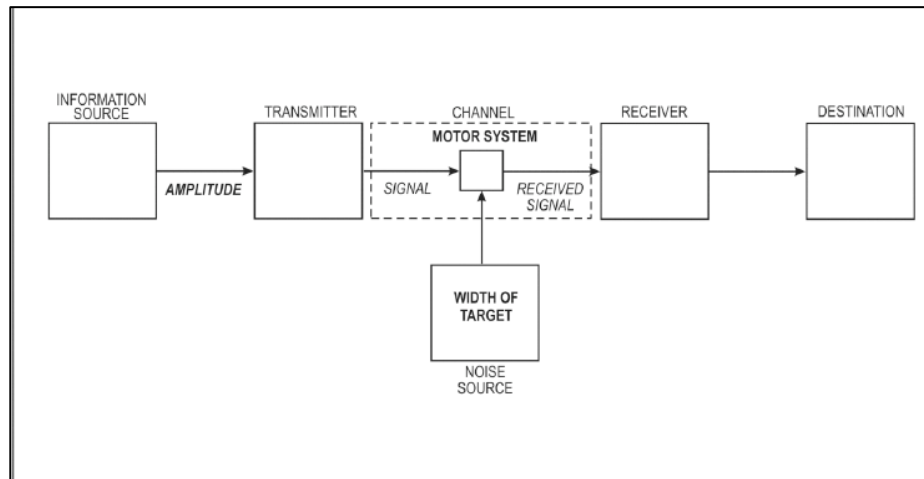 INFORMATION
SOURCE
TRANSMITTER
CHANNEL
RECEIVER
DESTINATION
MOTOR SYSTEM
AMPLITUDE
SIGNAL
RECEIVED
SIGNAL
WIDTH OF
TARGET
NOISE
SOURCE